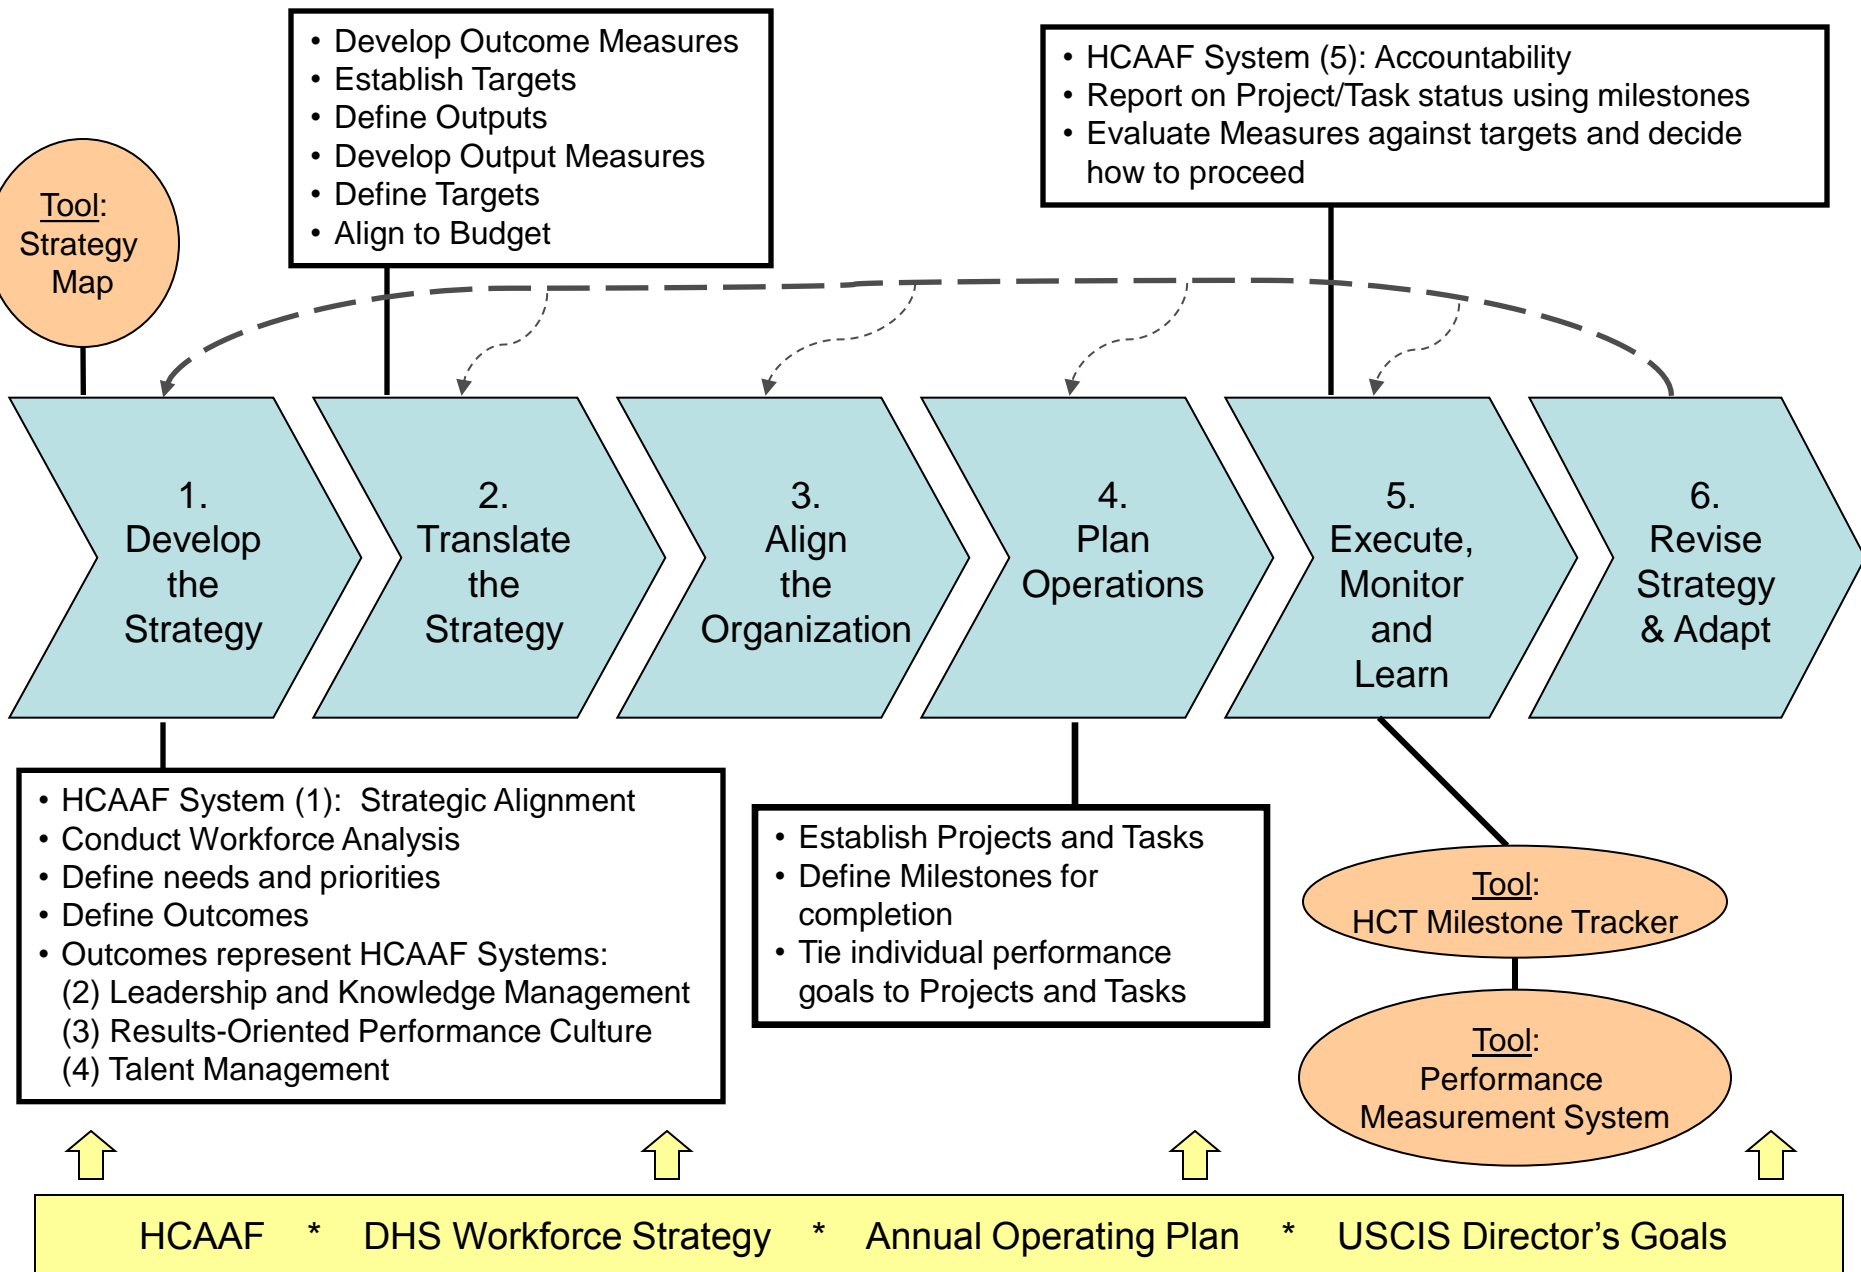 • Develop Outcome Measures
• Establish Targets
• Define Outputs
• Develop Output Measures
• Define Targets
• Align to Budget
• HCAAF System (5): Accountability
• Report on Project/Task status using milestones
• Evaluate Measures against targets and decide
how to proceed
Tool:
Strategy
Map
1.
Develop
the
Strategy
2.
Translate
the
Strategy
3.
Align
the
Organization
4.
Plan
Operations
5.
Execute,
Monitor
and
Learn
6.
Revise
Strategy
& Adapt
• HCAAF System (1): Strategic Alignment
• Conduct Workforce Analysis
• Define needs and priorities
• Define Outcomes
• Outcomes represent HCAAF Systems:
(2) Leadership and Knowledge Management
(3) Results-Oriented Performance Culture
(4) Talent Management
• Establish Projects and Tasks
• Define Milestones for
completion
• Tie individual performance
goals to Projects and Tasks
Tool:
HCT Milestone Tracker
Tool:
Performance
Measurement System
HCAAF * DHS Workforce Strategy * Annual Operating Plan * USCIS Director’s Goals